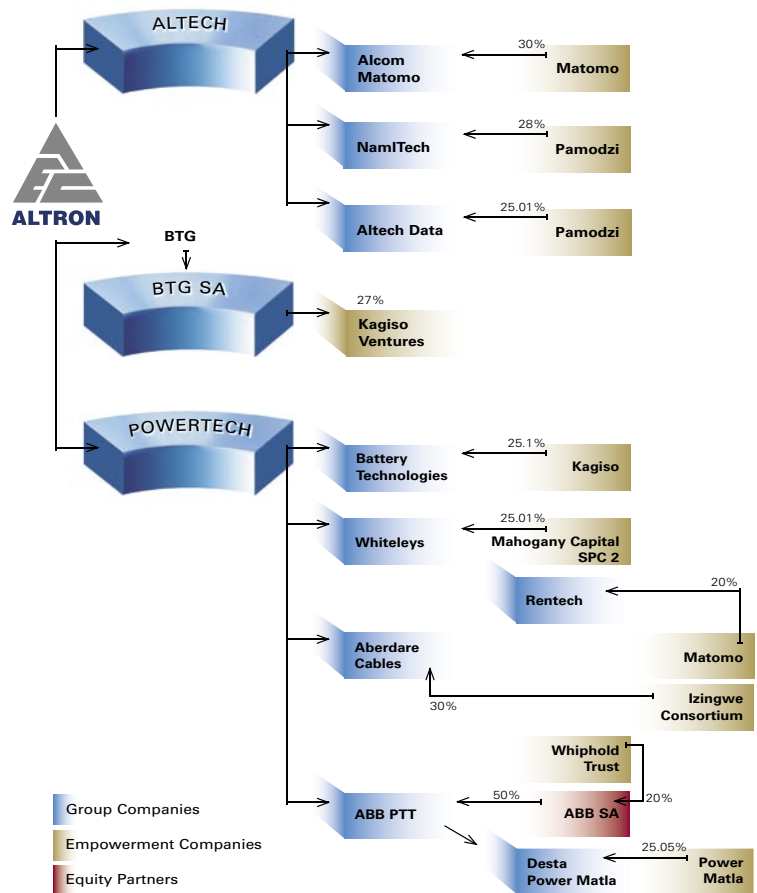 ALTECH
Alcom
Matomo
30%
Matomo
NamITech
28%
Pamodzi
ALTRON
Altech Data
25.01%
Pamodzi
BTG
BTG SA
27%
Kagiso
Ventures
POWERTECH
Battery
Technologies
25.1%
Kagiso
Whiteleys
25.01%
Mahogany Capital
SPC 2
Rentech
20%
Matomo
Aberdare
Cables
30%
Izingwe
Consortium
Whiphold
Trust
ABB PTT
50%
ABB SA
20%
Desta
Power Matla
25.05%
Power
Matla
Group Companies
Empowerment Companies
Equity Partners